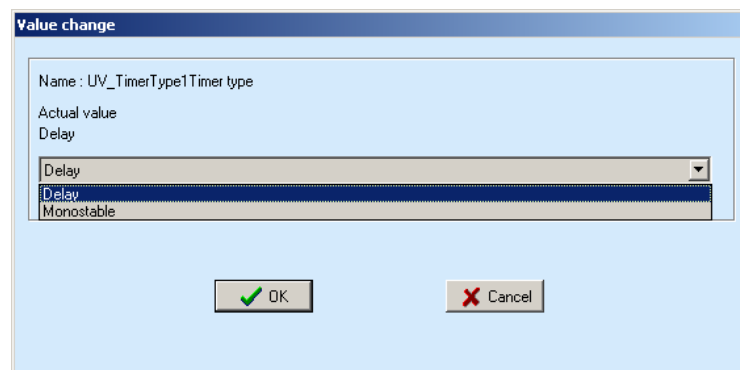 Value change
Name : UV_TimerType1Timer type
Actual value
Delay
Delay
Delay
Monostable
OK
Cancel